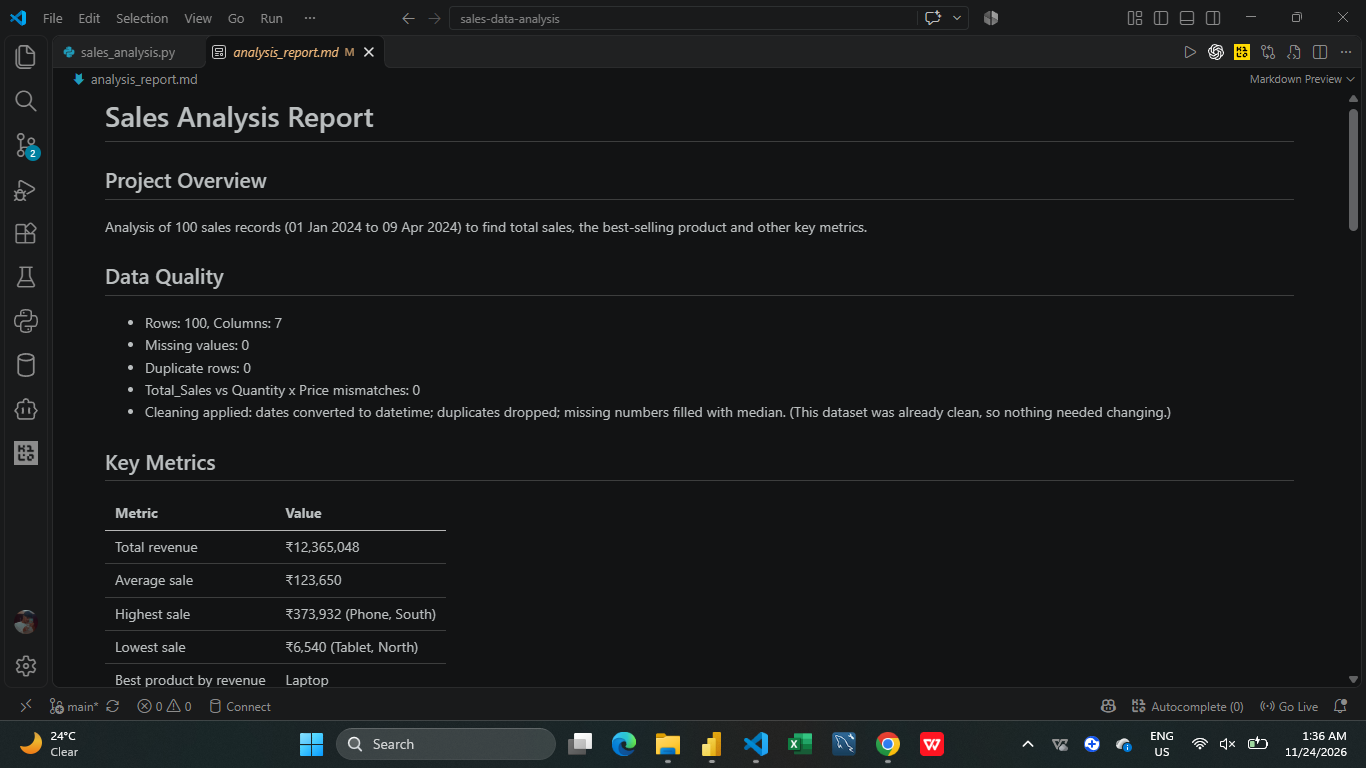 File Edit Selection View Go Run ··· sales-data-analysis
sales_analysis.py analysis_report.md M
analysis_report.md Markdown Preview
Sales Analysis Report
Project Overview
Analysis of 100 sales records (01 Jan 2024 to 09 Apr 2024) to find total sales, the best-selling product and other key metrics.
Data Quality
• Rows: 100, Columns: 7
• Missing values: 0
• Duplicate rows: 0
• Total_Sales vs Quantity x Price mismatches: 0
• Cleaning applied: dates converted to datetime; duplicates dropped; missing numbers filled with median. (This dataset was already clean, so nothing needed changing.)
Key Metrics
Metric Value
Total revenue ₹12,365,048
Average sale ₹123,650
Highest sale ₹373,932 (Phone, South)
Lowest sale ₹6,540 (Tablet, North)
Best product by revenue Laptop
2
main* 0 0 Connect Autocomplete (0) Go Live
24°C
Clear
Search
ENG
US
1:36 AM
11/24/2026